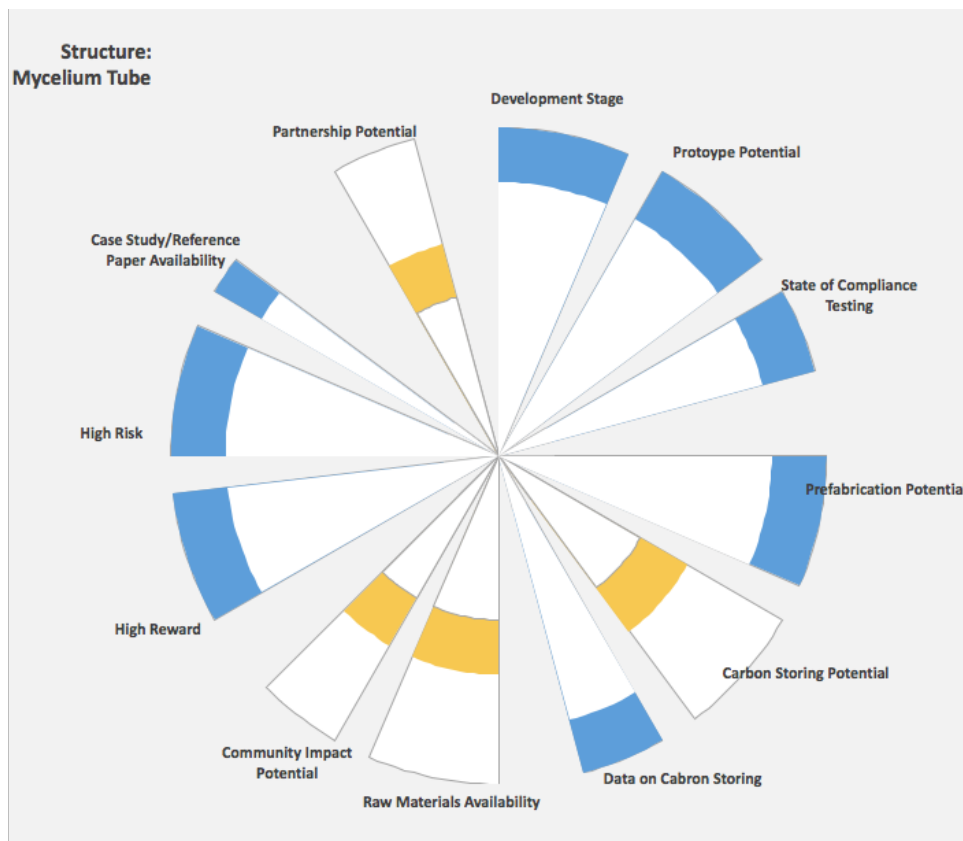 Structure:
Mycelium Tube
Development Stage
Partnership Potential
Protoype Potential
Case Study/Reference
Paper Availability
State of Compliance
Testing
High Risk
Prefabrication Potentia
High Reward
Carbon Storing Potential
Community Impact
Potential
Data on Cabron Storing
Raw Materials Availability